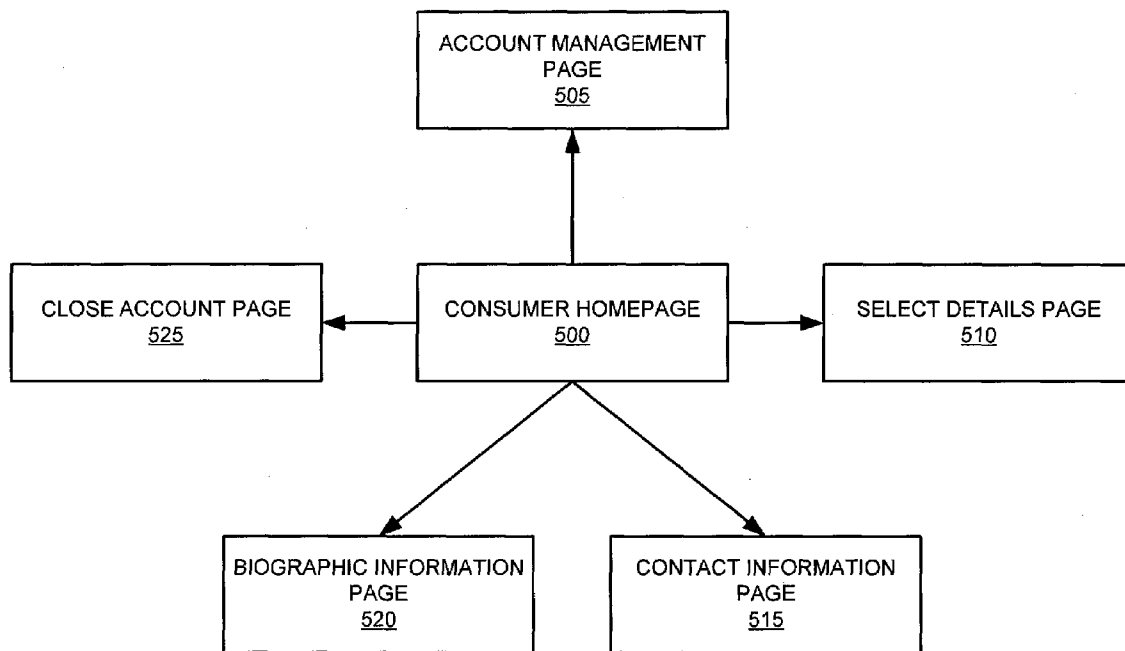 ACCOUNT MANAGEMENT
PAGE
505
CLOSE ACCOUNT PAGE
525
CONSUMER HOMEPAGE
500
SELECT DETAILS PAGE
510
BIOGRAPHIC INFORMATION
PAGE
520
CONTACT INFORMATION
PAGE
515